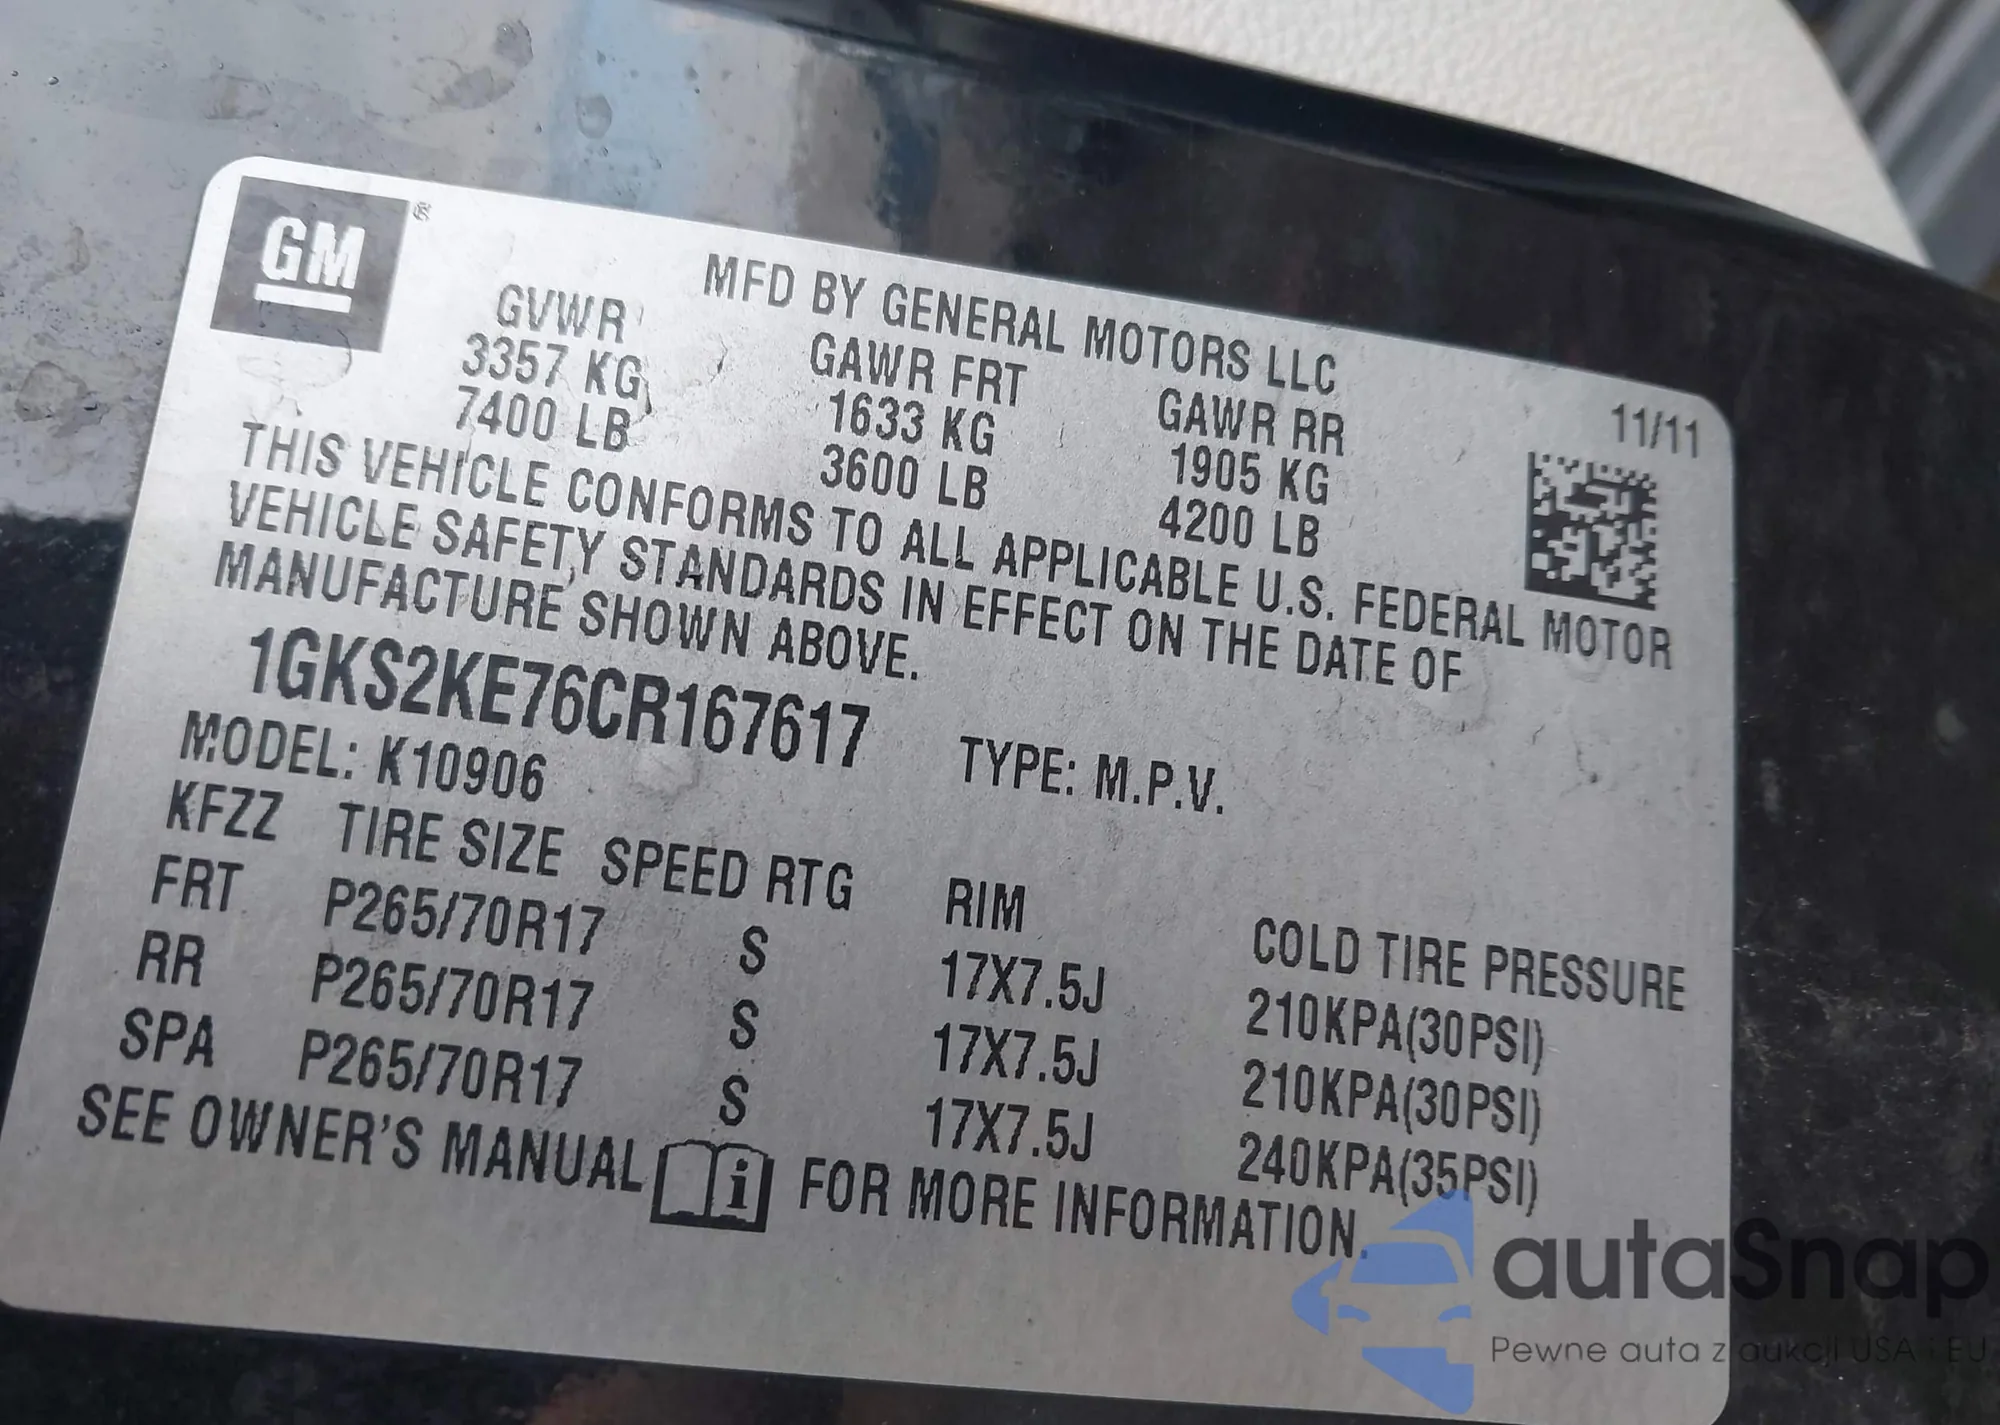 GM ®
MFD BY GENERAL MOTORS LLC
11/11
GVWR GAWR FRT GAWR RR
3357 KG 1633 KG 1905 KG
7400 LB 3600 LB 4200 LB
THIS VEHICLE CONFORMS TO ALL APPLICABLE U.S. FEDERAL MOTOR
VEHICLE SAFETY STANDARDS IN EFFECT ON THE DATE OF
MANUFACTURE SHOWN ABOVE.
1GKS2KE76CR167617 TYPE: M.P.V.
MODEL: K10906
KFZZ TIRE SIZE SPEED RTG RIM COLD TIRE PRESSURE
FRT P265/70R17 S 17X7.5J 210KPA(30PSI)
RR P265/70R17 S 17X7.5J 210KPA(30PSI)
SPA P265/70R17 S 17X7.5J 240KPA(35PSI)
SEE OWNER'S MANUAL i FOR MORE INFORMATION.
autaSnap
Pewne auta z aukcji USA i EU